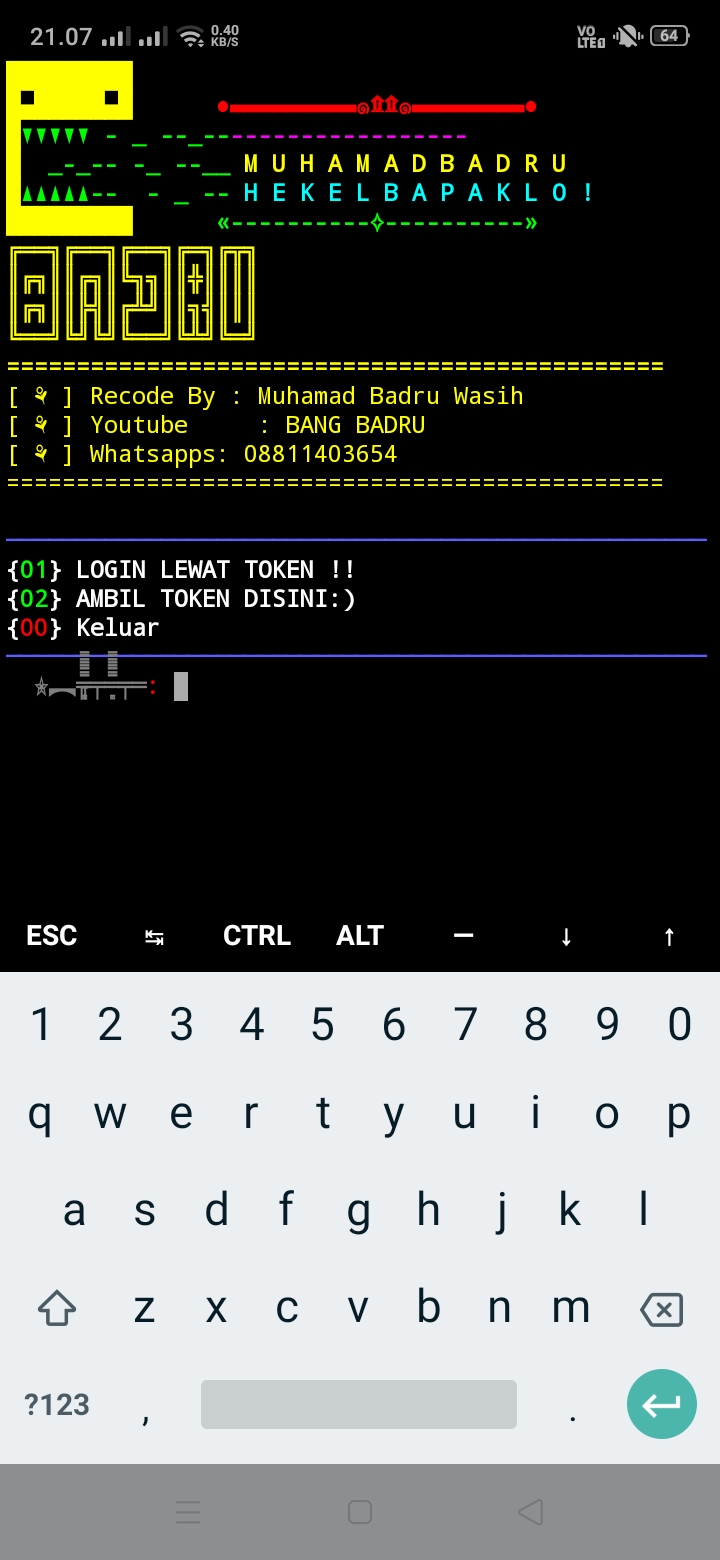 21.07 0.40 KB/S VO LTE 64
M U H A M A D B A D R U
H E K E L B A P A K L O !
«----------✧----------»
BADRU
=============================================== 
[ ⚘ ] Recode By : Muhamad Badru Wasih
[ ⚘ ] Youtube     : BANG BADRU
[ ⚘ ] Whatsapps: 08811403654
===============================================
{01} LOGIN LEWAT TOKEN !!
{02} AMBIL TOKEN DISINI:)
{00} Keluar
:
ESC ↹ CTRL ALT — ↓ ↑
1 2 3 4 5 6 7 8 9 0
q w e r t y u i o p
a s d f g h j k l
z x c v b n m
?123 , .